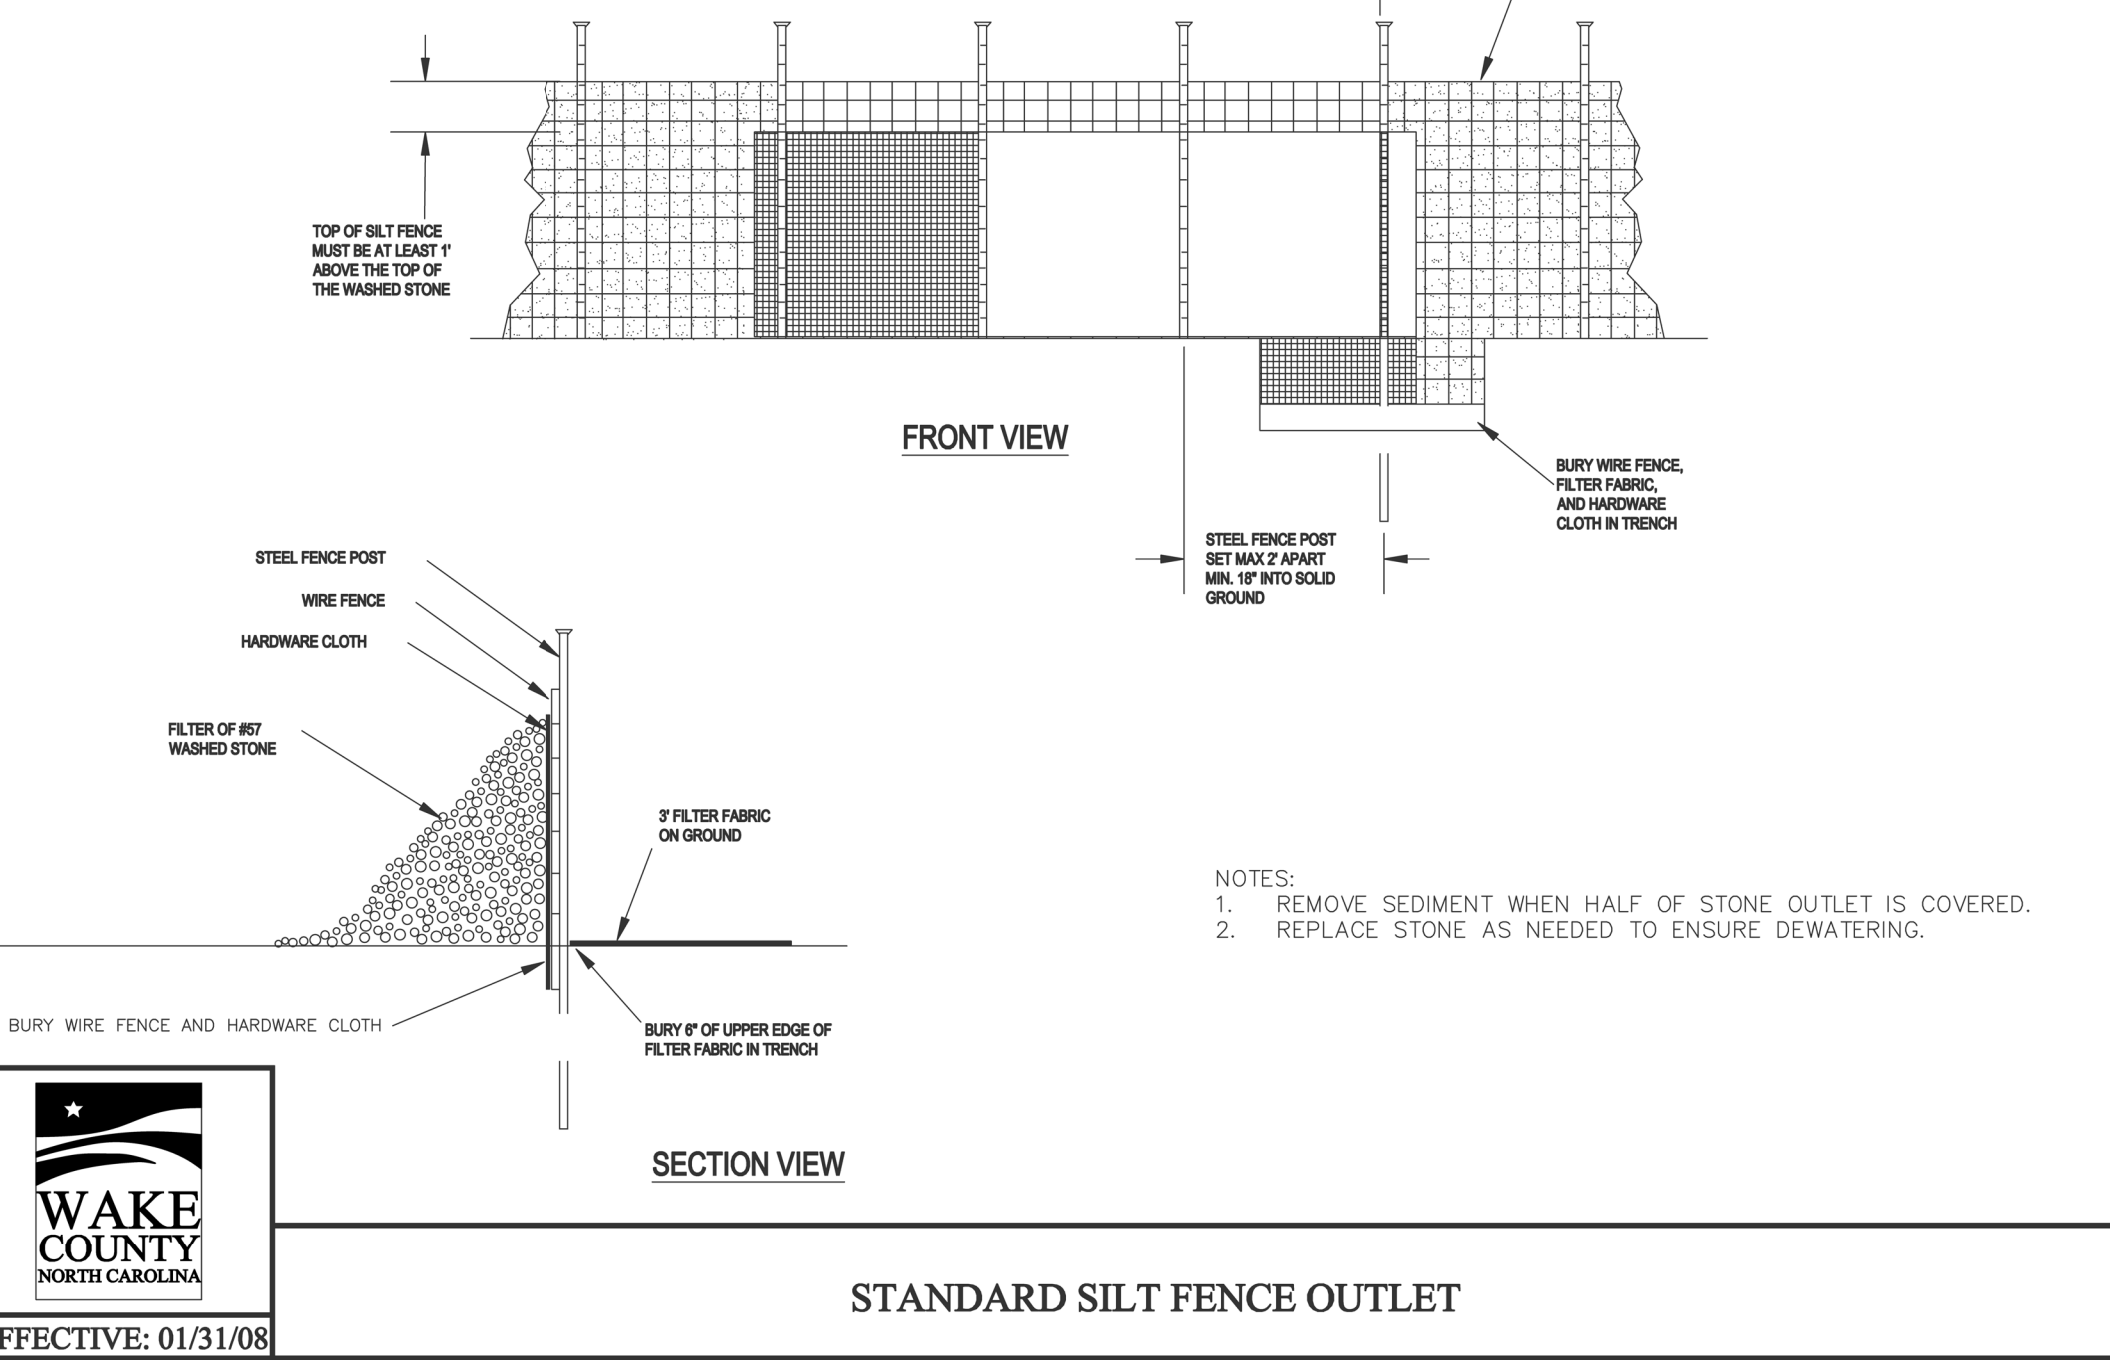 TOP OF SILT FENCE
MUST BE AT LEAST 1'
ABOVE THE TOP OF
THE WASHED STONE
FRONT VIEW
BURY WIRE FENCE,
FILTER FABRIC,
AND HARDWARE
CLOTH IN TRENCH
STEEL FENCE POST
SET MAX 2' APART
MIN. 18" INTO SOLID
GROUND
STEEL FENCE POST
WIRE FENCE
HARDWARE CLOTH
FILTER OF #57
WASHED STONE
3' FILTER FABRIC
ON GROUND
NOTES:
1. REMOVE SEDIMENT WHEN HALF OF STONE OUTLET IS COVERED.
2. REPLACE STONE AS NEEDED TO ENSURE DEWATERING.
BURY WIRE FENCE AND HARDWARE CLOTH
BURY 6" OF UPPER EDGE OF
FILTER FABRIC IN TRENCH
SECTION VIEW
WAKE
COUNTY
NORTH CAROLINA
STANDARD SILT FENCE OUTLET
FFECTIVE: 01/31/08